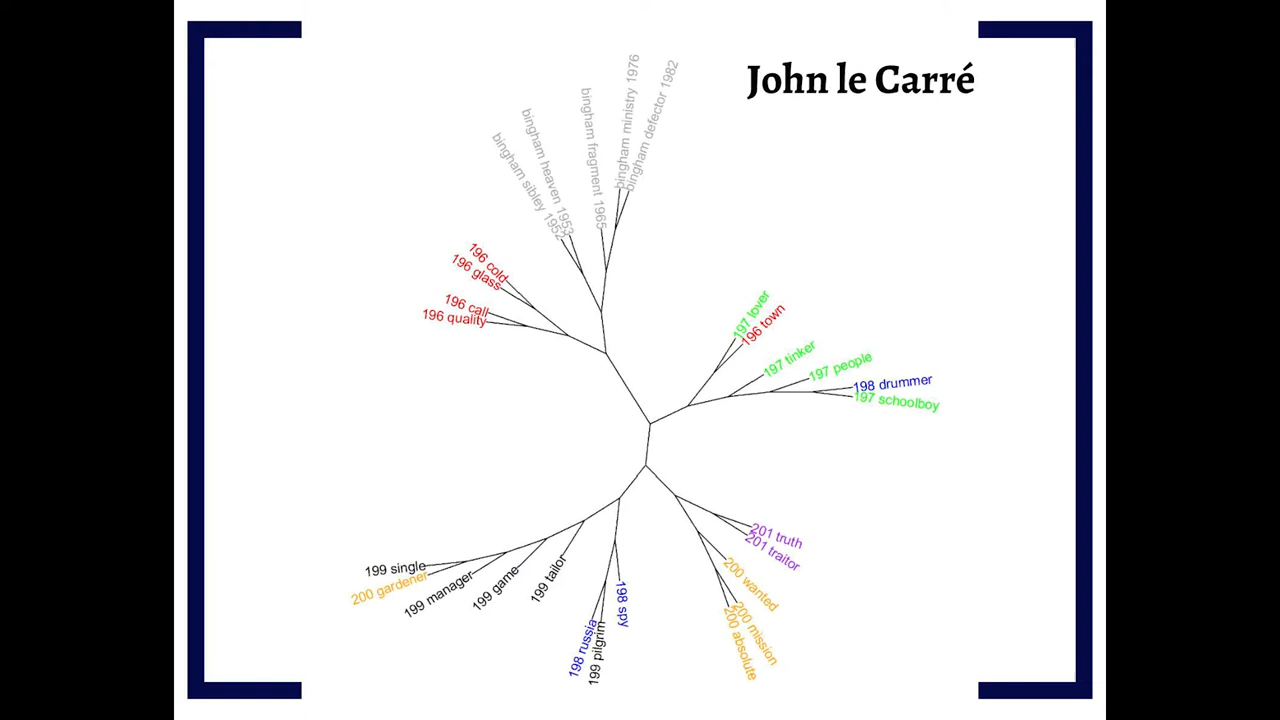 John le Carré
bingham sibley 1952
bingham heaven 1953
bingham fragment 1965
bingham ministry 1976
bingham defector 1982
196 cold
196 glass
196 call
196 quality
197 lover
196 town
197 tinker
197 people
198 drummer
197 schoolboy
201 truth
201 traitor
200 wanted
200 mission
200 absolute
198 spy
199 pilgrim
198 russia
199 tailor
199 game
199 manager
200 gardener
199 single